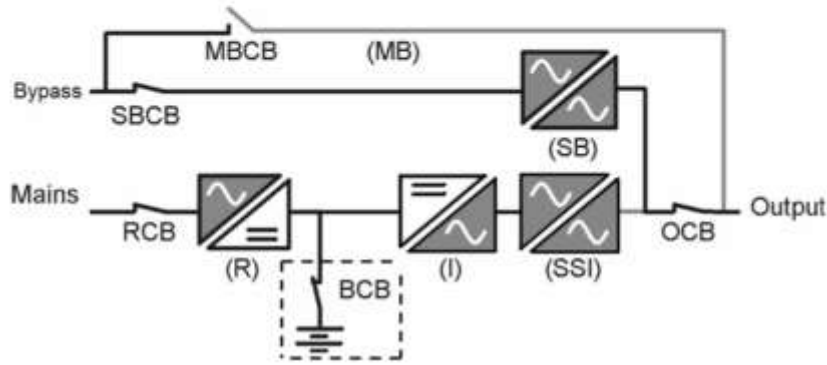 MBCB
(MB)
Bypass
SBCB
(SB)
Mains
Output
RCB
OCB
(R)
BCB
(I)
(SSI)